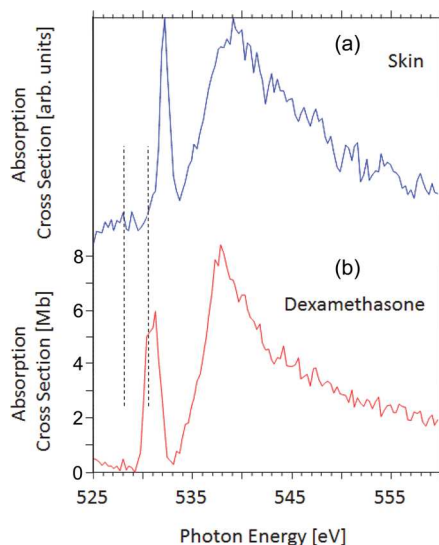 Absorption
Cross Section [arb. units]
(a)
Skin
Absorption
Cross Section [Mb]
8
6
4
2
0
(b)
Dexamethasone
525
535
545
555
Photon Energy [eV]